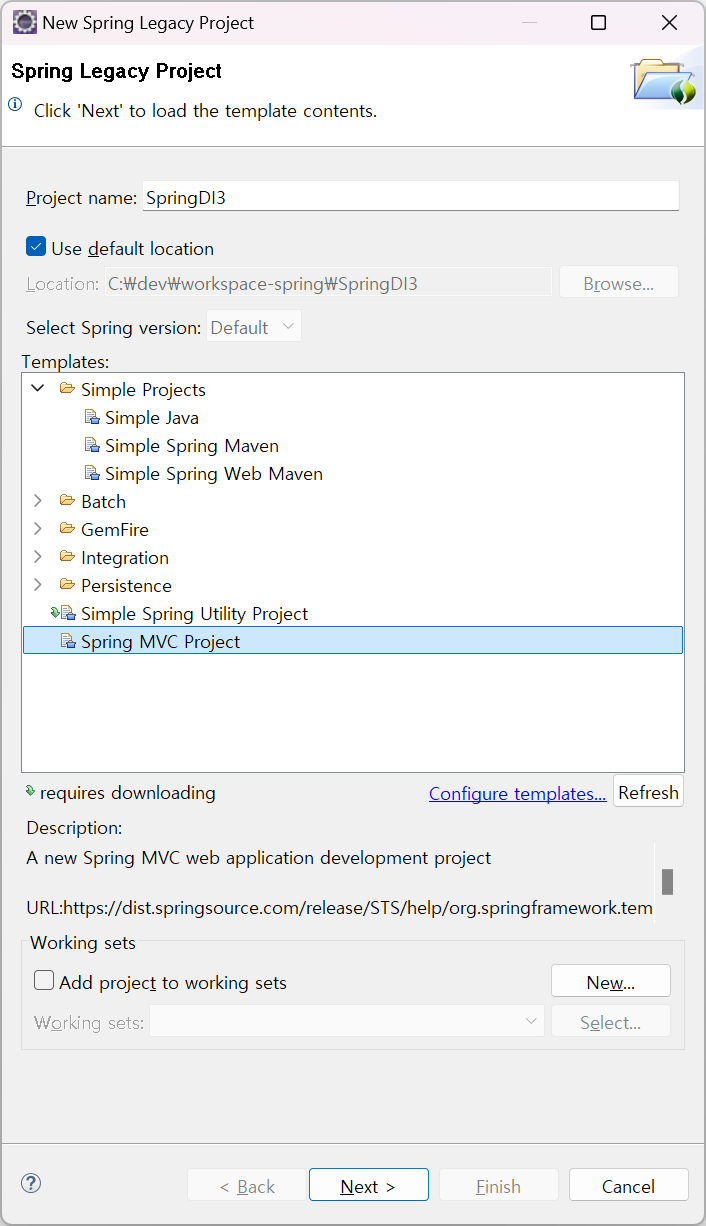 New Spring Legacy Project
Spring Legacy Project
Click 'Next' to load the template contents.
Project name: SpringDI3
Use default location
Location: C:₩dev₩workspace-spring₩SpringDI3 Browse...
Select Spring version: Default
Templates:
Simple Projects
Simple Java
Simple Spring Maven
Simple Spring Web Maven
Batch
GemFire
Integration
Persistence
Simple Spring Utility Project
Spring MVC Project
requires downloading Configure templates... Refresh
Description:
A new Spring MVC web application development project
URL:https://dist.springsource.com/release/STS/help/org.springframework.tem
Working sets
Add project to working sets New...
Working sets: Select...
< Back Next > Finish Cancel